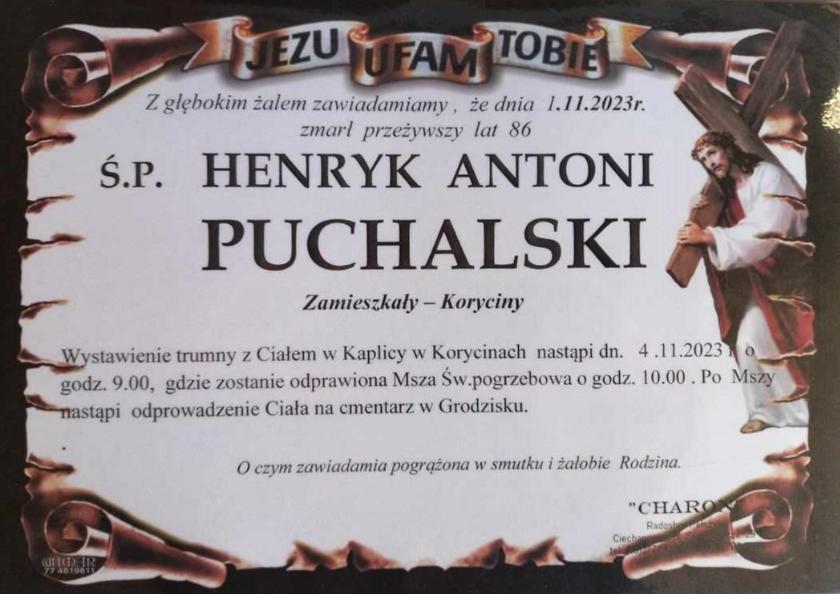 JEZU UFAM TOBIE
Z głębokim żalem zawiadamiamy , że dnia 1.11.2023r.
zmarł przeżywszy lat 86
Ś.P. HENRYK ANTONI
PUCHALSKI
Zamieszkały – Koryciny
Wystawienie trumny z Ciałem w Kaplicy w Korycinach nastąpi dn. 4 .11.2023 r o
godz. 9.00, gdzie zostanie odprawiona Msza Św.pogrzebowa o godz. 10.00 . Po Mszy
nastąpi odprowadzenie Ciała na cmentarz w Grodzisku.
.
O czym zawiadamia pogrążona w smutku i żałobie Rodzina.
"CHARON
77 4619611